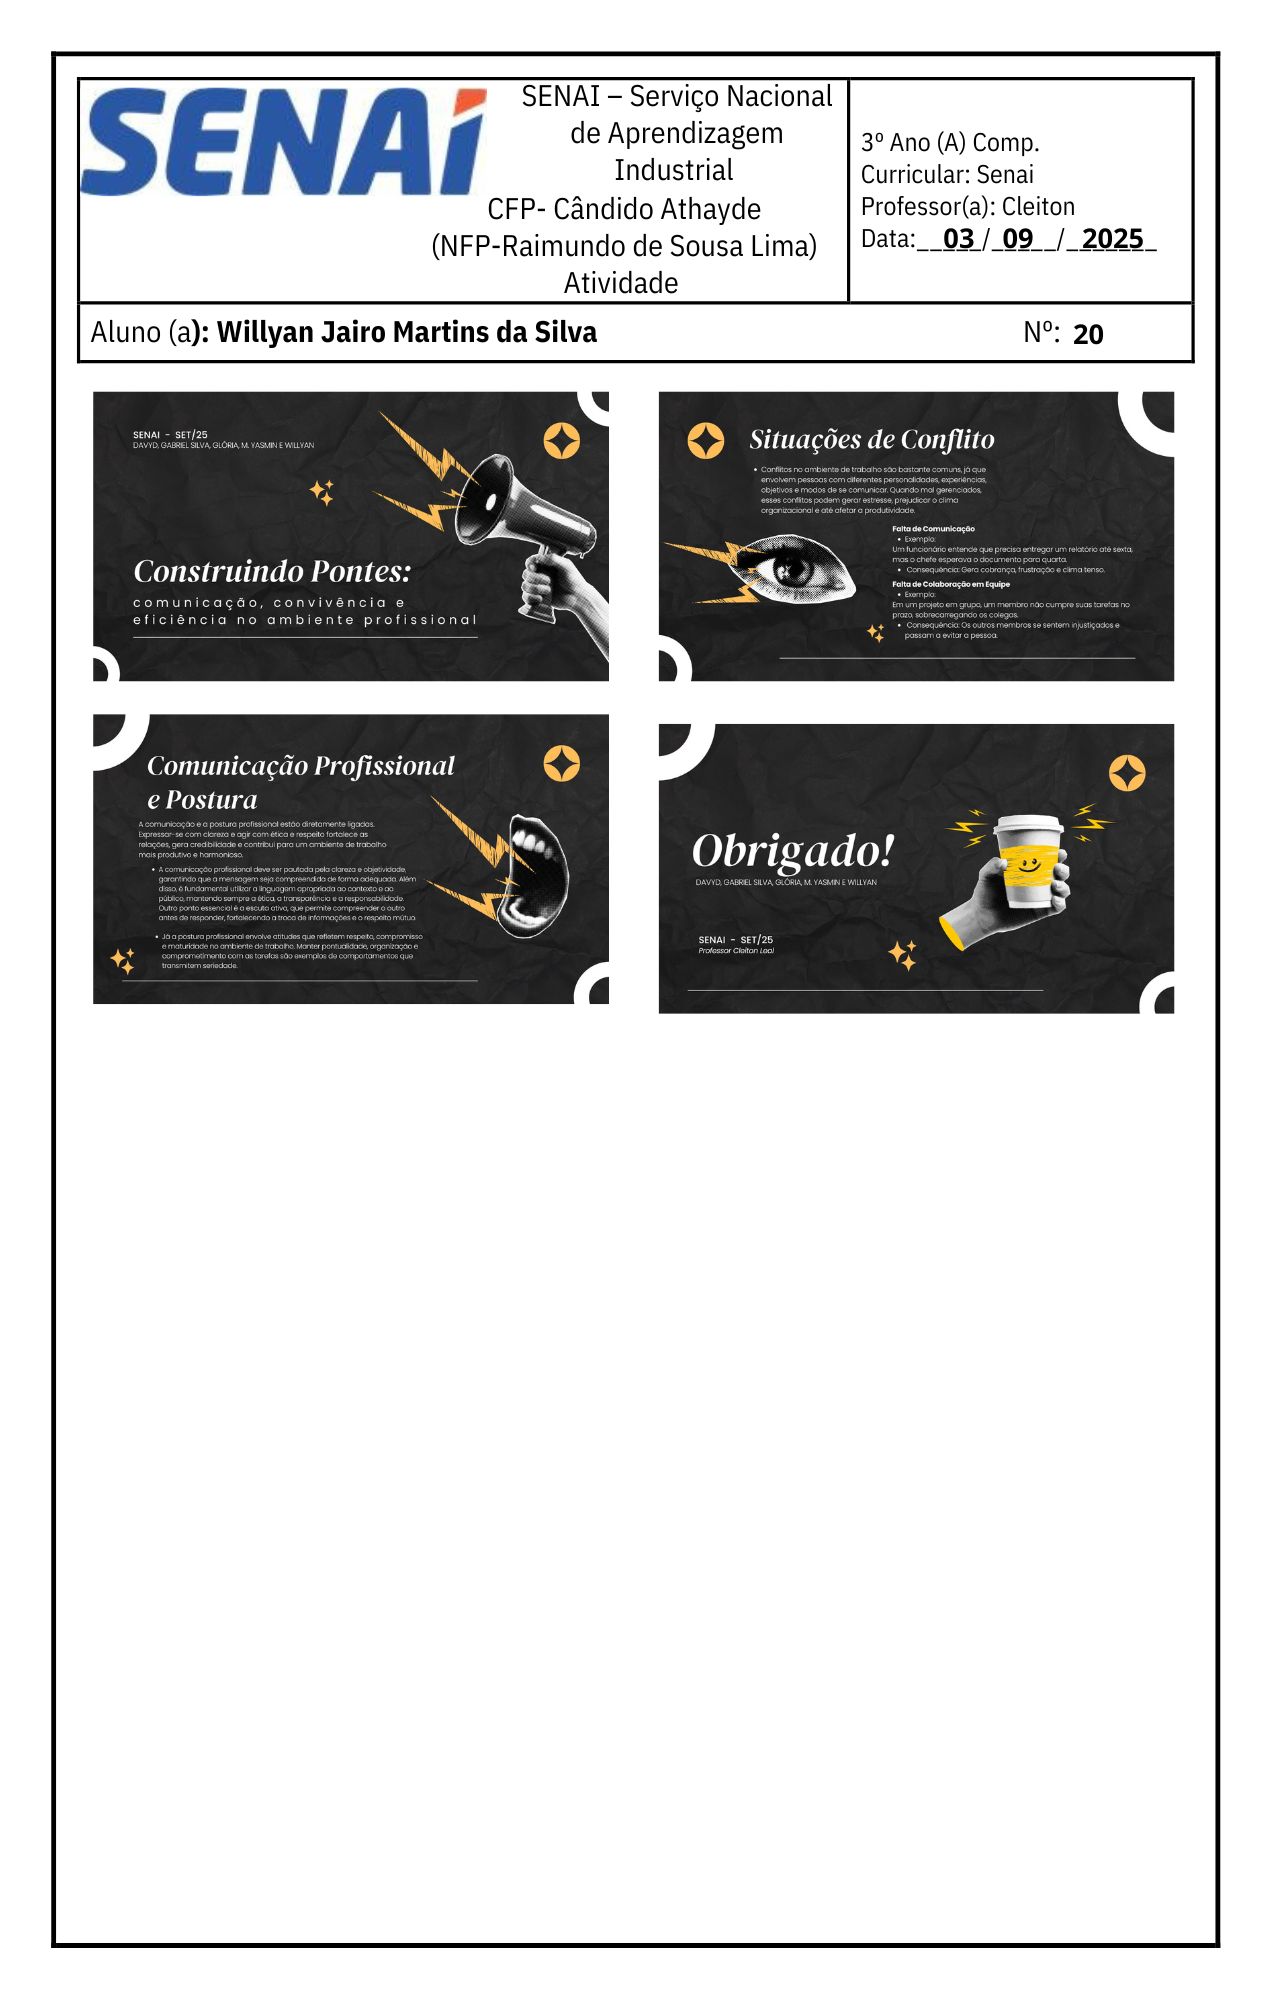 SENAI
SENAI – Serviço Nacional
de Aprendizagem
Industrial
CFP- Cândido Athayde
(NFP-Raimundo de Sousa Lima)
Atividade
3º Ano (A) Comp.
Curricular: Senai
Professor(a): Cleiton
Data:__03_/_09__/_2025_
Aluno (a): Willyan Jairo Martins da Silva
Nº: 20
SENAI - SET/25
DAVYD, GABRIEL SILVA, GLÓRIA, M. YASMIN E WILLYAN
Construindo Pontes:
comunicação, convivência e
eficiência no ambiente profissional
Situações de Conflito
• Conflitos no ambiente de trabalho são bastante comuns, já que
envolvem pessoas com diferentes personalidades, experiências,
objetivos e modos de se comunicar. Quando mal gerenciados,
esses conflitos podem gerar estresse, prejudicar o clima
organizacional e até afetar a produtividade.
Falta de Comunicação
• Exemplo:
Um funcionário entende que precisa entregar um relatório até sexta,
mas o chefe esperava o documento para quarta.
• Consequência: Gera cobrança, frustração e clima tenso.
Falta de Colaboração em Equipe
• Exemplo:
Em um projeto em grupo, um membro não cumpre suas tarefas no
prazo, sobrecarregando os colegas.
• Consequência: Os outros membros se sentem injustiçados e
passam a evitar a pessoa.
Comunicação Profissional
e Postura
A comunicação e a postura profissional estão diretamente ligadas.
Expressar-se com clareza e agir com ética e respeito fortalece as
relações, gera credibilidade e contribui para um ambiente de trabalho
mais produtivo e harmonioso.
• A comunicação profissional deve ser pautada pela clareza e objetividade,
garantindo que a mensagem seja compreendida de forma adequada. Além
disso, é fundamental utilizar a linguagem apropriada ao contexto e ao
público, mantendo sempre a ética, a transparência e a responsabilidade.
Outro ponto essencial é a escuta ativa, que permite compreender o outro
antes de responder, fortalecendo a troca de informações e o respeito mútuo.
• Já a postura profissional envolve atitudes que refletem respeito, compromisso
e maturidade no ambiente de trabalho. Manter pontualidade, organização e
comprometimento com as tarefas são exemplos de comportamentos que
transmitem seriedade.
Obrigado!
DAVYD, GABRIEL SILVA, GLÓRIA, M. YASMIN E WILLYAN
SENAI - SET/25
Professor Cleiton Leal